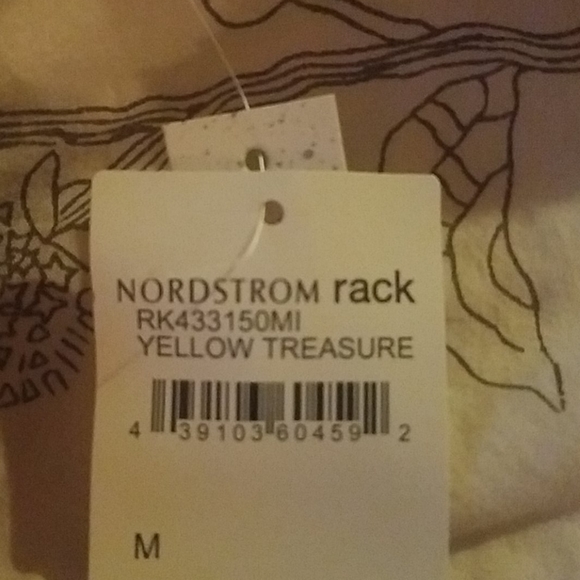 NORDSTROM rack
RK433150MI
YELLOW TREASURE
4 39103 60459 2
M